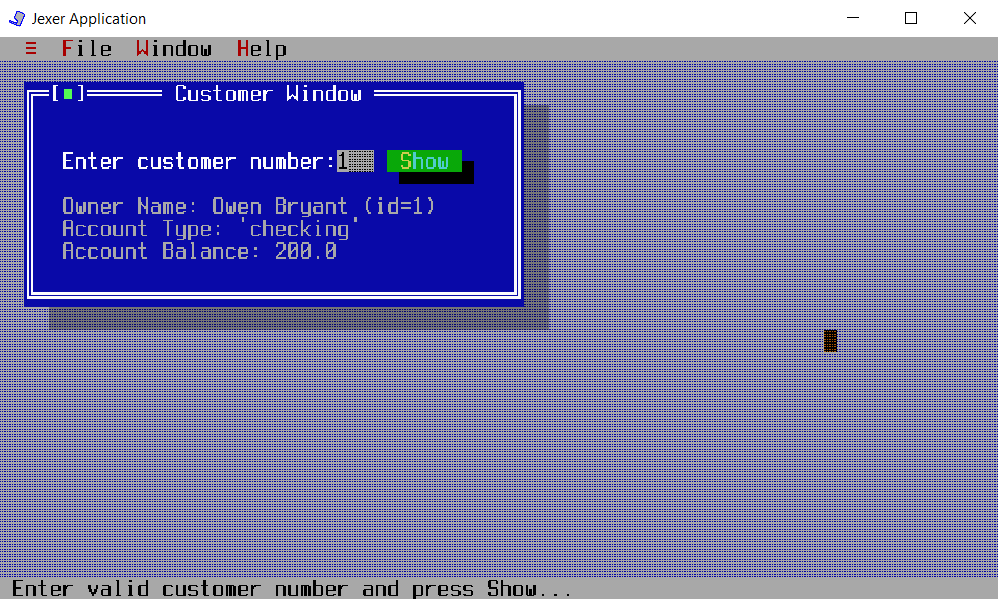 Jexer Application
≡ File Window Help
[■] Customer Window
Enter customer number:1 Show
Owner Name: Owen Bryant (id=1)
Account Type: 'checking'
Account Balance: 200.0
Enter valid customer number and press Show...